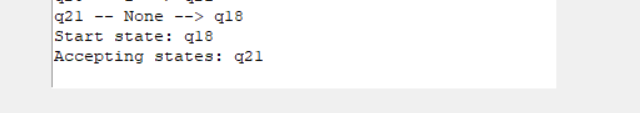 q21 -- None --> q18
Start state: q18
Accepting states: q21